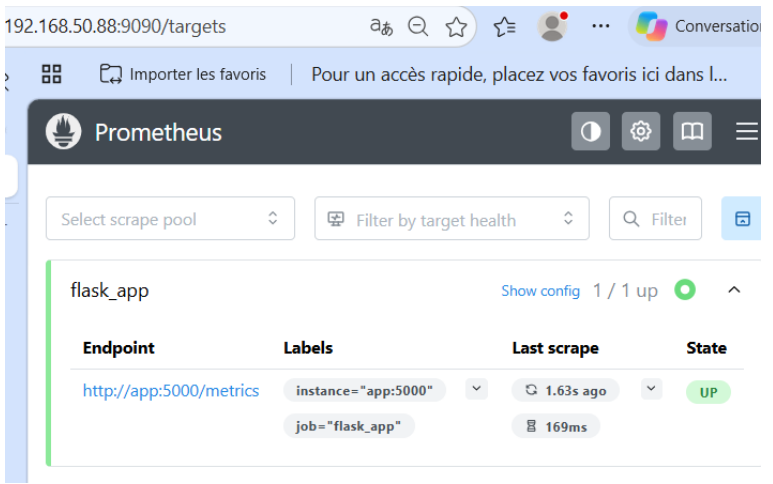 192.168.50.88:9090/targets
Conversation
Importer les favoris
Pour un accès rapide, placez vos favoris ici dans l...
Prometheus
Select scrape pool
Filter by target health
Filter
flask_app
Show config 1 / 1 up
Endpoint Labels Last scrape State
http://app:5000/metrics instance="app:5000" 1.63s ago UP
job="flask_app" 169ms